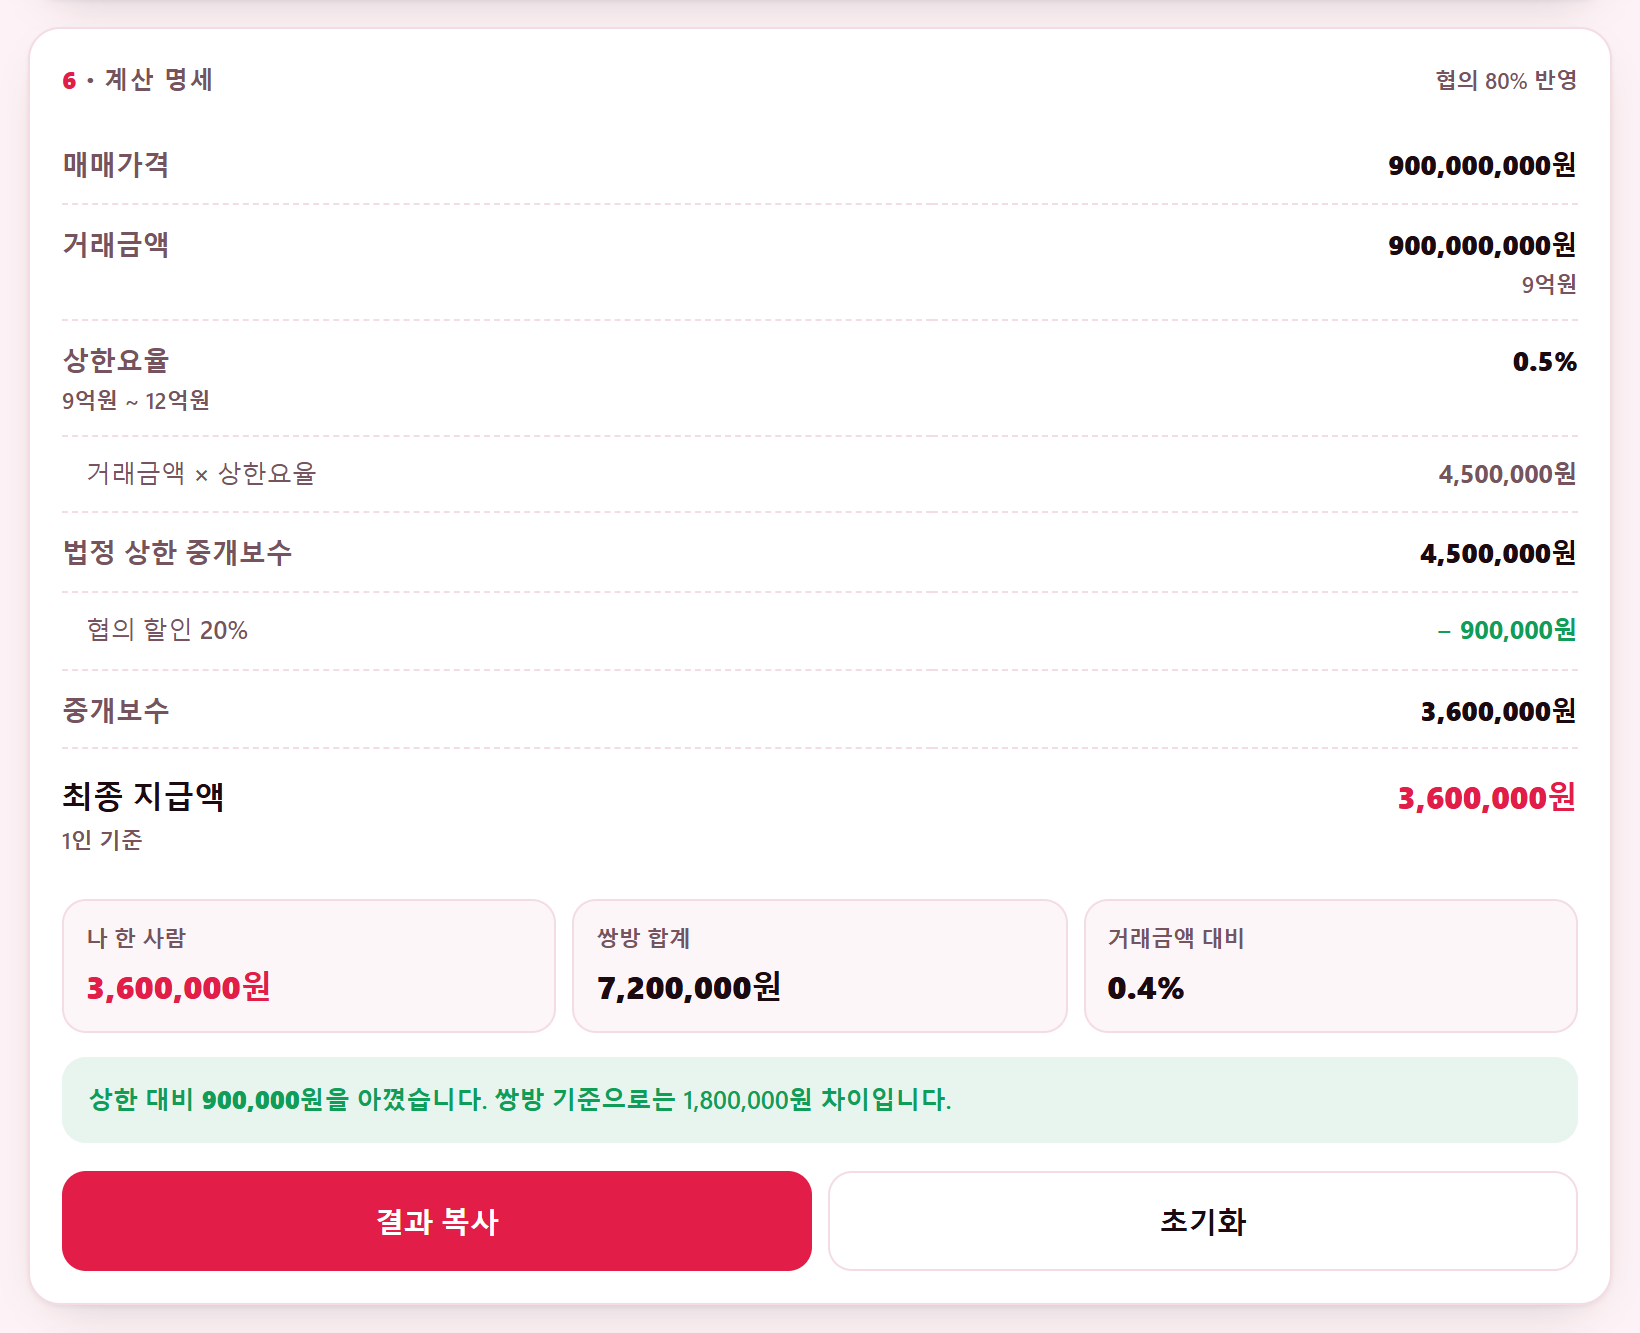 6 • 계산 명세
협의 80% 반영
매매가격
900,000,000원
거래금액
900,000,000원
9억원
상한요율
0.5%
9억원 ~ 12억원
거래금액 × 상한요율
4,500,000원
법정 상한 중개보수
4,500,000원
협의 할인 20%
− 900,000원
중개보수
3,600,000원
최종 지급액
3,600,000원
1인 기준
나 한 사람
3,600,000원
쌍방 합계
7,200,000원
거래금액 대비
0.4%
상한 대비 900,000원을 아꼈습니다. 쌍방 기준으로는 1,800,000원 차이입니다.
결과 복사
초기화